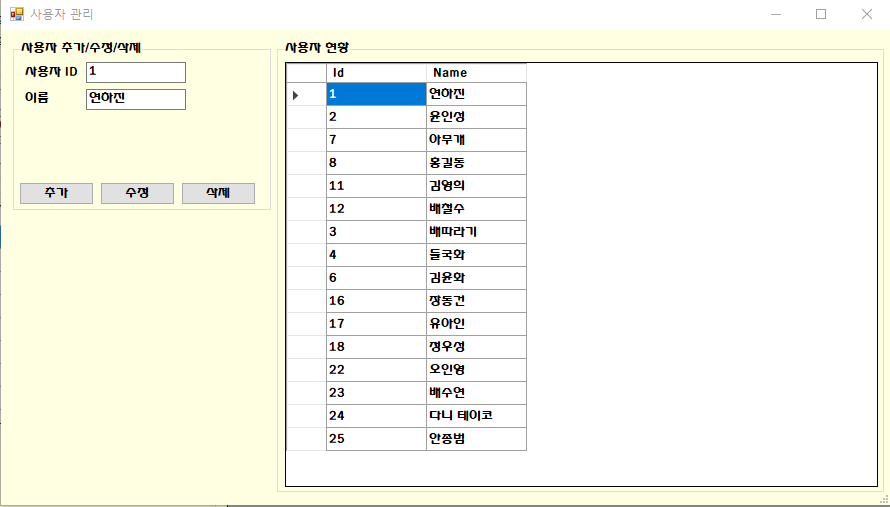 사용자 관리
사용자 추가/수정/삭제
사용자 ID 1
이름 연하진
추가 수정 삭제
사용자 현황
Id Name
1 연하진
2 윤인성
7 아무개
8 홍길동
11 김영희
12 배철수
3 배따라기
4 들국화
6 김윤화
16 장동건
17 유아인
18 정우성
22 오인영
23 배수연
24 다니 테이코
25 안종범